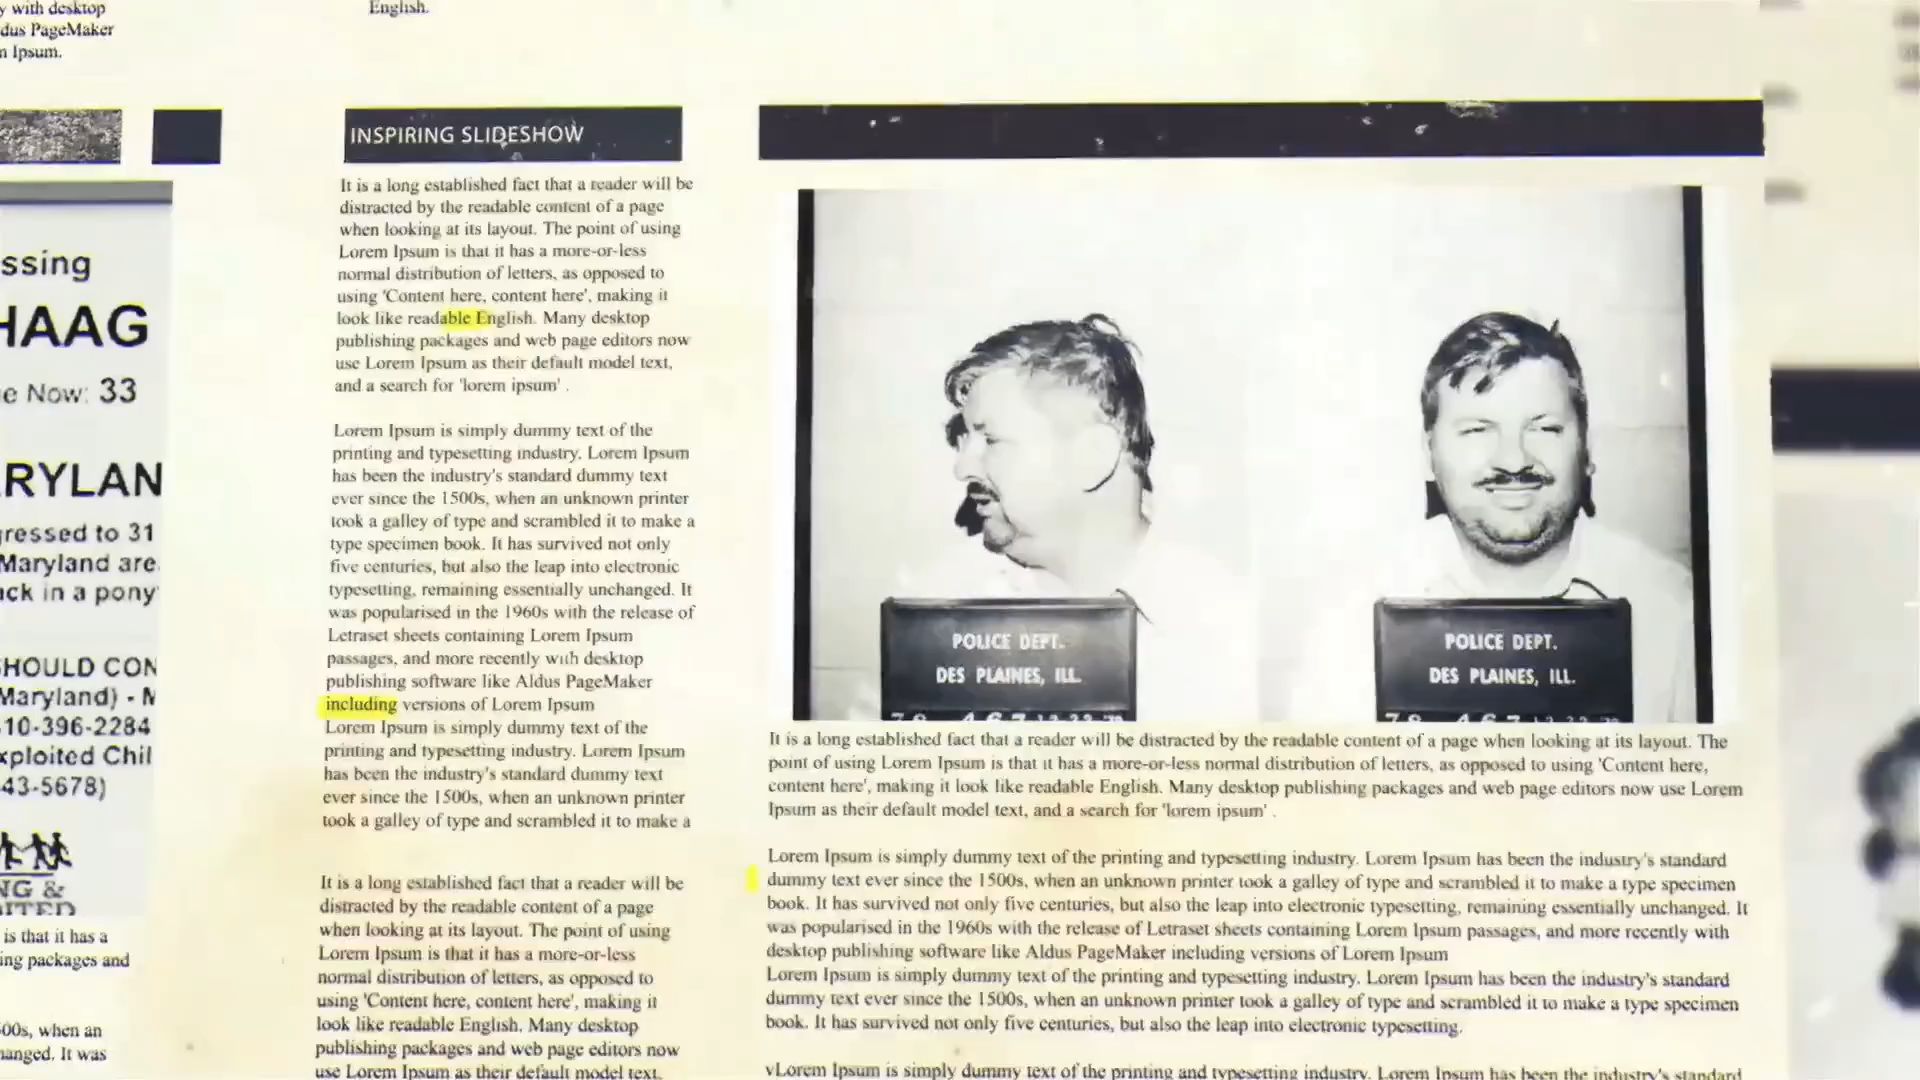 y with desktop
dus PageMaker
Ipsum.
English.
ssing
HAAG
Now: 33
RYLAN
ressed to 31
Maryland are
ck in a pony
SHOULD CON
Maryland) - M
10-396-2284
xploited Chil
43-5678)
NG &
is that it has a
ing packages and
00s, when an
hanged. It was
INSPIRING SLIDESHOW
It is a long established fact that a reader will be
distracted by the readable content of a page
when looking at its layout. The point of using
Lorem Ipsum is that it has a more-or-less
normal distribution of letters, as opposed to
using 'Content here, content here', making it
look like readable English. Many desktop
publishing packages and web page editors now
use Lorem Ipsum as their default model text,
and a search for 'lorem ipsum' .
Lorem Ipsum is simply dummy text of the
printing and typesetting industry. Lorem Ipsum
has been the industry's standard dummy text
ever since the 1500s, when an unknown printer
took a galley of type and scrambled it to make a
type specimen book. It has survived not only
five centuries, but also the leap into electronic
typesetting, remaining essentially unchanged. It
was popularised in the 1960s with the release of
Letraset sheets containing Lorem Ipsum
passages, and more recently with desktop
publishing software like Aldus PageMaker
including versions of Lorem Ipsum
Lorem Ipsum is simply dummy text of the
printing and typesetting industry. Lorem Ipsum
has been the industry's standard dummy text
ever since the 1500s, when an unknown printer
took a galley of type and scrambled it to make a
It is a long established fact that a reader will be
distracted by the readable content of a page
when looking at its layout. The point of using
Lorem Ipsum is that it has a more-or-less
normal distribution of letters, as opposed to
using 'Content here, content here', making it
look like readable English. Many desktop
publishing packages and web page editors now
use Lorem Ipsum as their default model text,
POLICE DEPT.
DES PLAINES, ILL.
POLICE DEPT.
DES PLAINES, ILL.
It is a long established fact that a reader will be distracted by the readable content of a page when looking at its layout. The
point of using Lorem Ipsum is that it has a more-or-less normal distribution of letters, as opposed to using 'Content here,
content here', making it look like readable English. Many desktop publishing packages and web page editors now use Lorem
Ipsum as their default model text, and a search for 'lorem ipsum' .
Lorem Ipsum is simply dummy text of the printing and typesetting industry. Lorem Ipsum has been the industry's standard
dummy text ever since the 1500s, when an unknown printer took a galley of type and scrambled it to make a type specimen
book. It has survived not only five centuries, but also the leap into electronic typesetting, remaining essentially unchanged. It
was popularised in the 1960s with the release of Letraset sheets containing Lorem Ipsum passages, and more recently with
desktop publishing software like Aldus PageMaker including versions of Lorem Ipsum
Lorem Ipsum is simply dummy text of the printing and typesetting industry. Lorem Ipsum has been the industry's standard
dummy text ever since the 1500s, when an unknown printer took a galley of type and scrambled it to make a type specimen
book. It has survived not only five centuries, but also the leap into electronic typesetting.
vLorem Ipsum is simply dummy text of the printing and typesetting industry. Lorem Ipsum has been the industry's standard